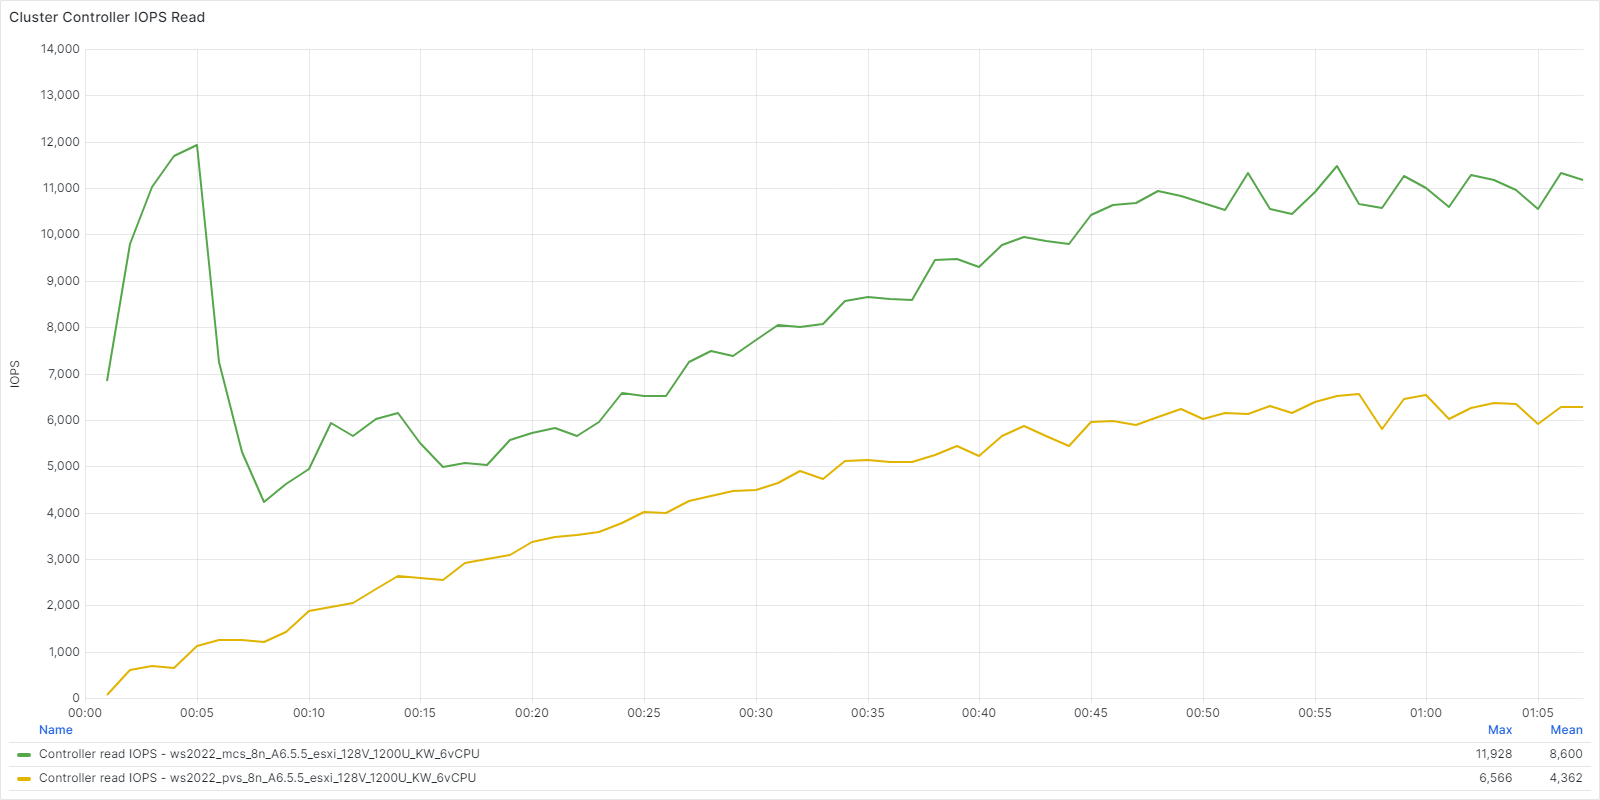 Cluster Controller IOPS Read
14,000
13,000
12,000
11,000
10,000
9,000
8,000
7,000
6,000
5,000
4,000
3,000
2,000
1,000
0
IOPS
00:00 00:05 00:10 00:15 00:20 00:25 00:30 00:35 00:40 00:45 00:50 00:55 01:00 01:05
Name Max Mean
Controller read IOPS - ws2022_mcs_8n_A6.5.5_esxi_128V_1200U_KW_6vCPU 11,928 8,600
Controller read IOPS - ws2022_pvs_8n_A6.5.5_esxi_128V_1200U_KW_6vCPU 6,566 4,362